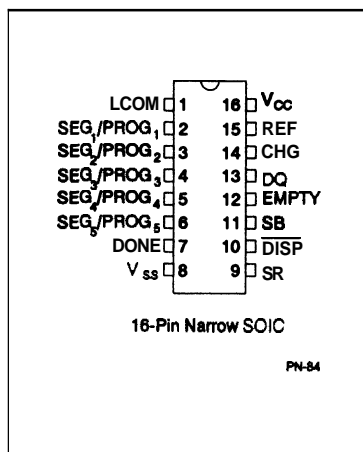 LCOM 1 16 VCC
SEG1/PROG1 2 15 REF
SEG2/PROG2 3 14 CHG
SEG3/PROG3 4 13 DQ
SEG4/PROG4 5 12 EMPTY
SEG5/PROG5 6 11 SB
DONE 7 10 DISP
VSS 8 9 SR
16-Pin Narrow SOIC
PN-84